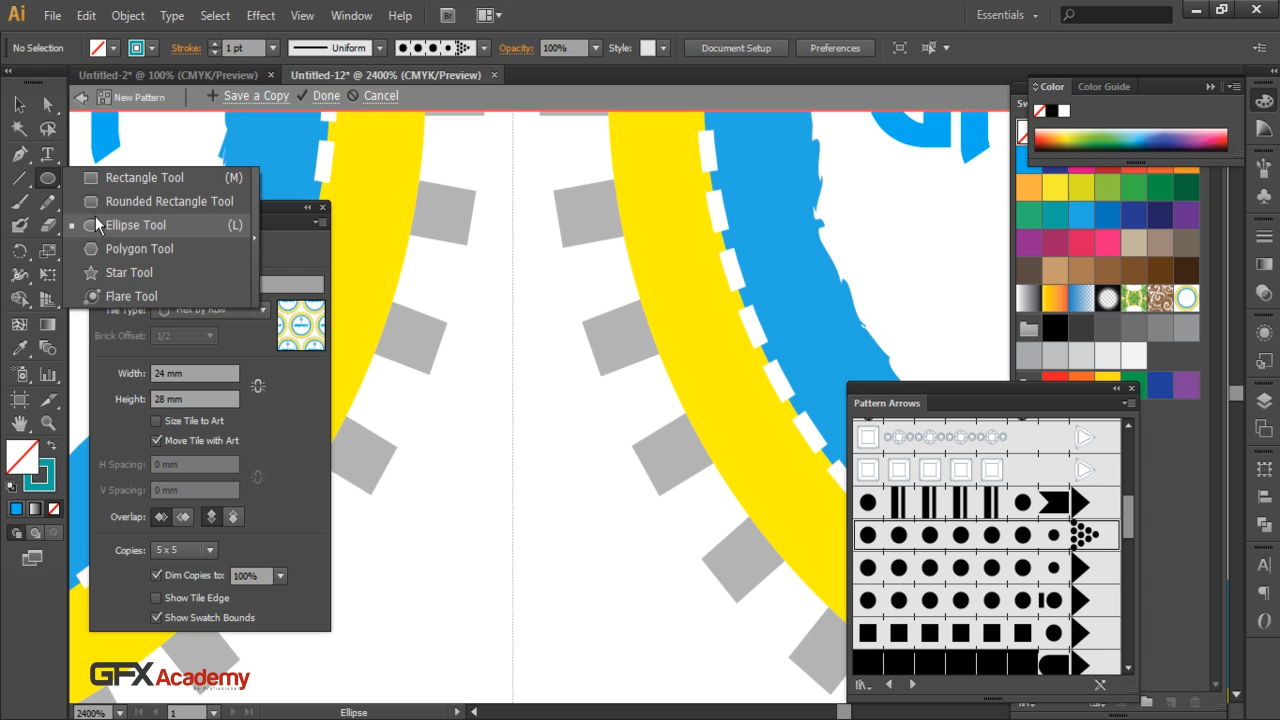 Ai File Edit Object Type Select Effect View Window Help Br Essentials
No Selection Stroke: 1 pt Uniform Opacity: 100% Style: Document Setup Preferences
Untitled-2* @ 100% (CMYK/Preview) × Untitled-12* @ 2400% (CMYK/Preview) ×
New Pattern + Save a Copy Done Cancel
Color Color Guide
Rectangle Tool (M)
Rounded Rectangle Tool
Ellipse Tool (L)
Polygon Tool
Star Tool
Flare Tool
Tile Type: Hex by Row
Brick Offset: 1/2
Width: 24 mm
Height: 28 mm
Size Tile to Art
Move Tile with Art
H Spacing: 0 mm
V Spacing: 0 mm
Overlap:
Copies: 5 x 5
Dim Copies to: 100%
Show Tile Edge
Show Swatch Bounds
Pattern Arrows
GFX Academy
2400% 1 Ellipse